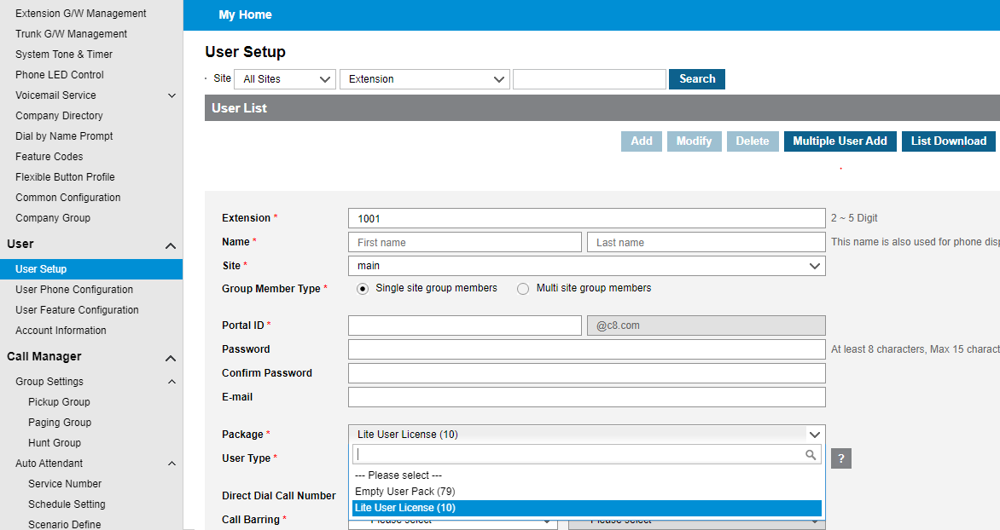 Extension G/W Management
Trunk G/W Management
System Tone & Timer
Phone LED Control
Voicemail Service
Company Directory
Dial by Name Prompt
Feature Codes
Flexible Button Profile
Common Configuration
Company Group
User
User Setup
User Phone Configuration
User Feature Configuration
Account Information
Call Manager
Group Settings
Pickup Group
Paging Group
Hunt Group
Auto Attendant
Service Number
Schedule Setting
Scenario Define
My Home
User Setup
· Site All Sites Extension Search
User List
Add Modify Delete Multiple User Add List Download
Extension * 1001 2 ~ 5 Digit
Name * First name Last name This name is also used for phone disp
Site * main
Group Member Type * Single site group members Multi site group members
Portal ID * @c8.com
Password At least 8 characters, Max 15 charact
Confirm Password
E-mail
Package * Lite User License (10)
User Type * ?
--- Please select ---
Empty User Pack (79)
Lite User License (10)
Direct Dial Call Number
Call Barring * --- Please select --- --- Please select ---